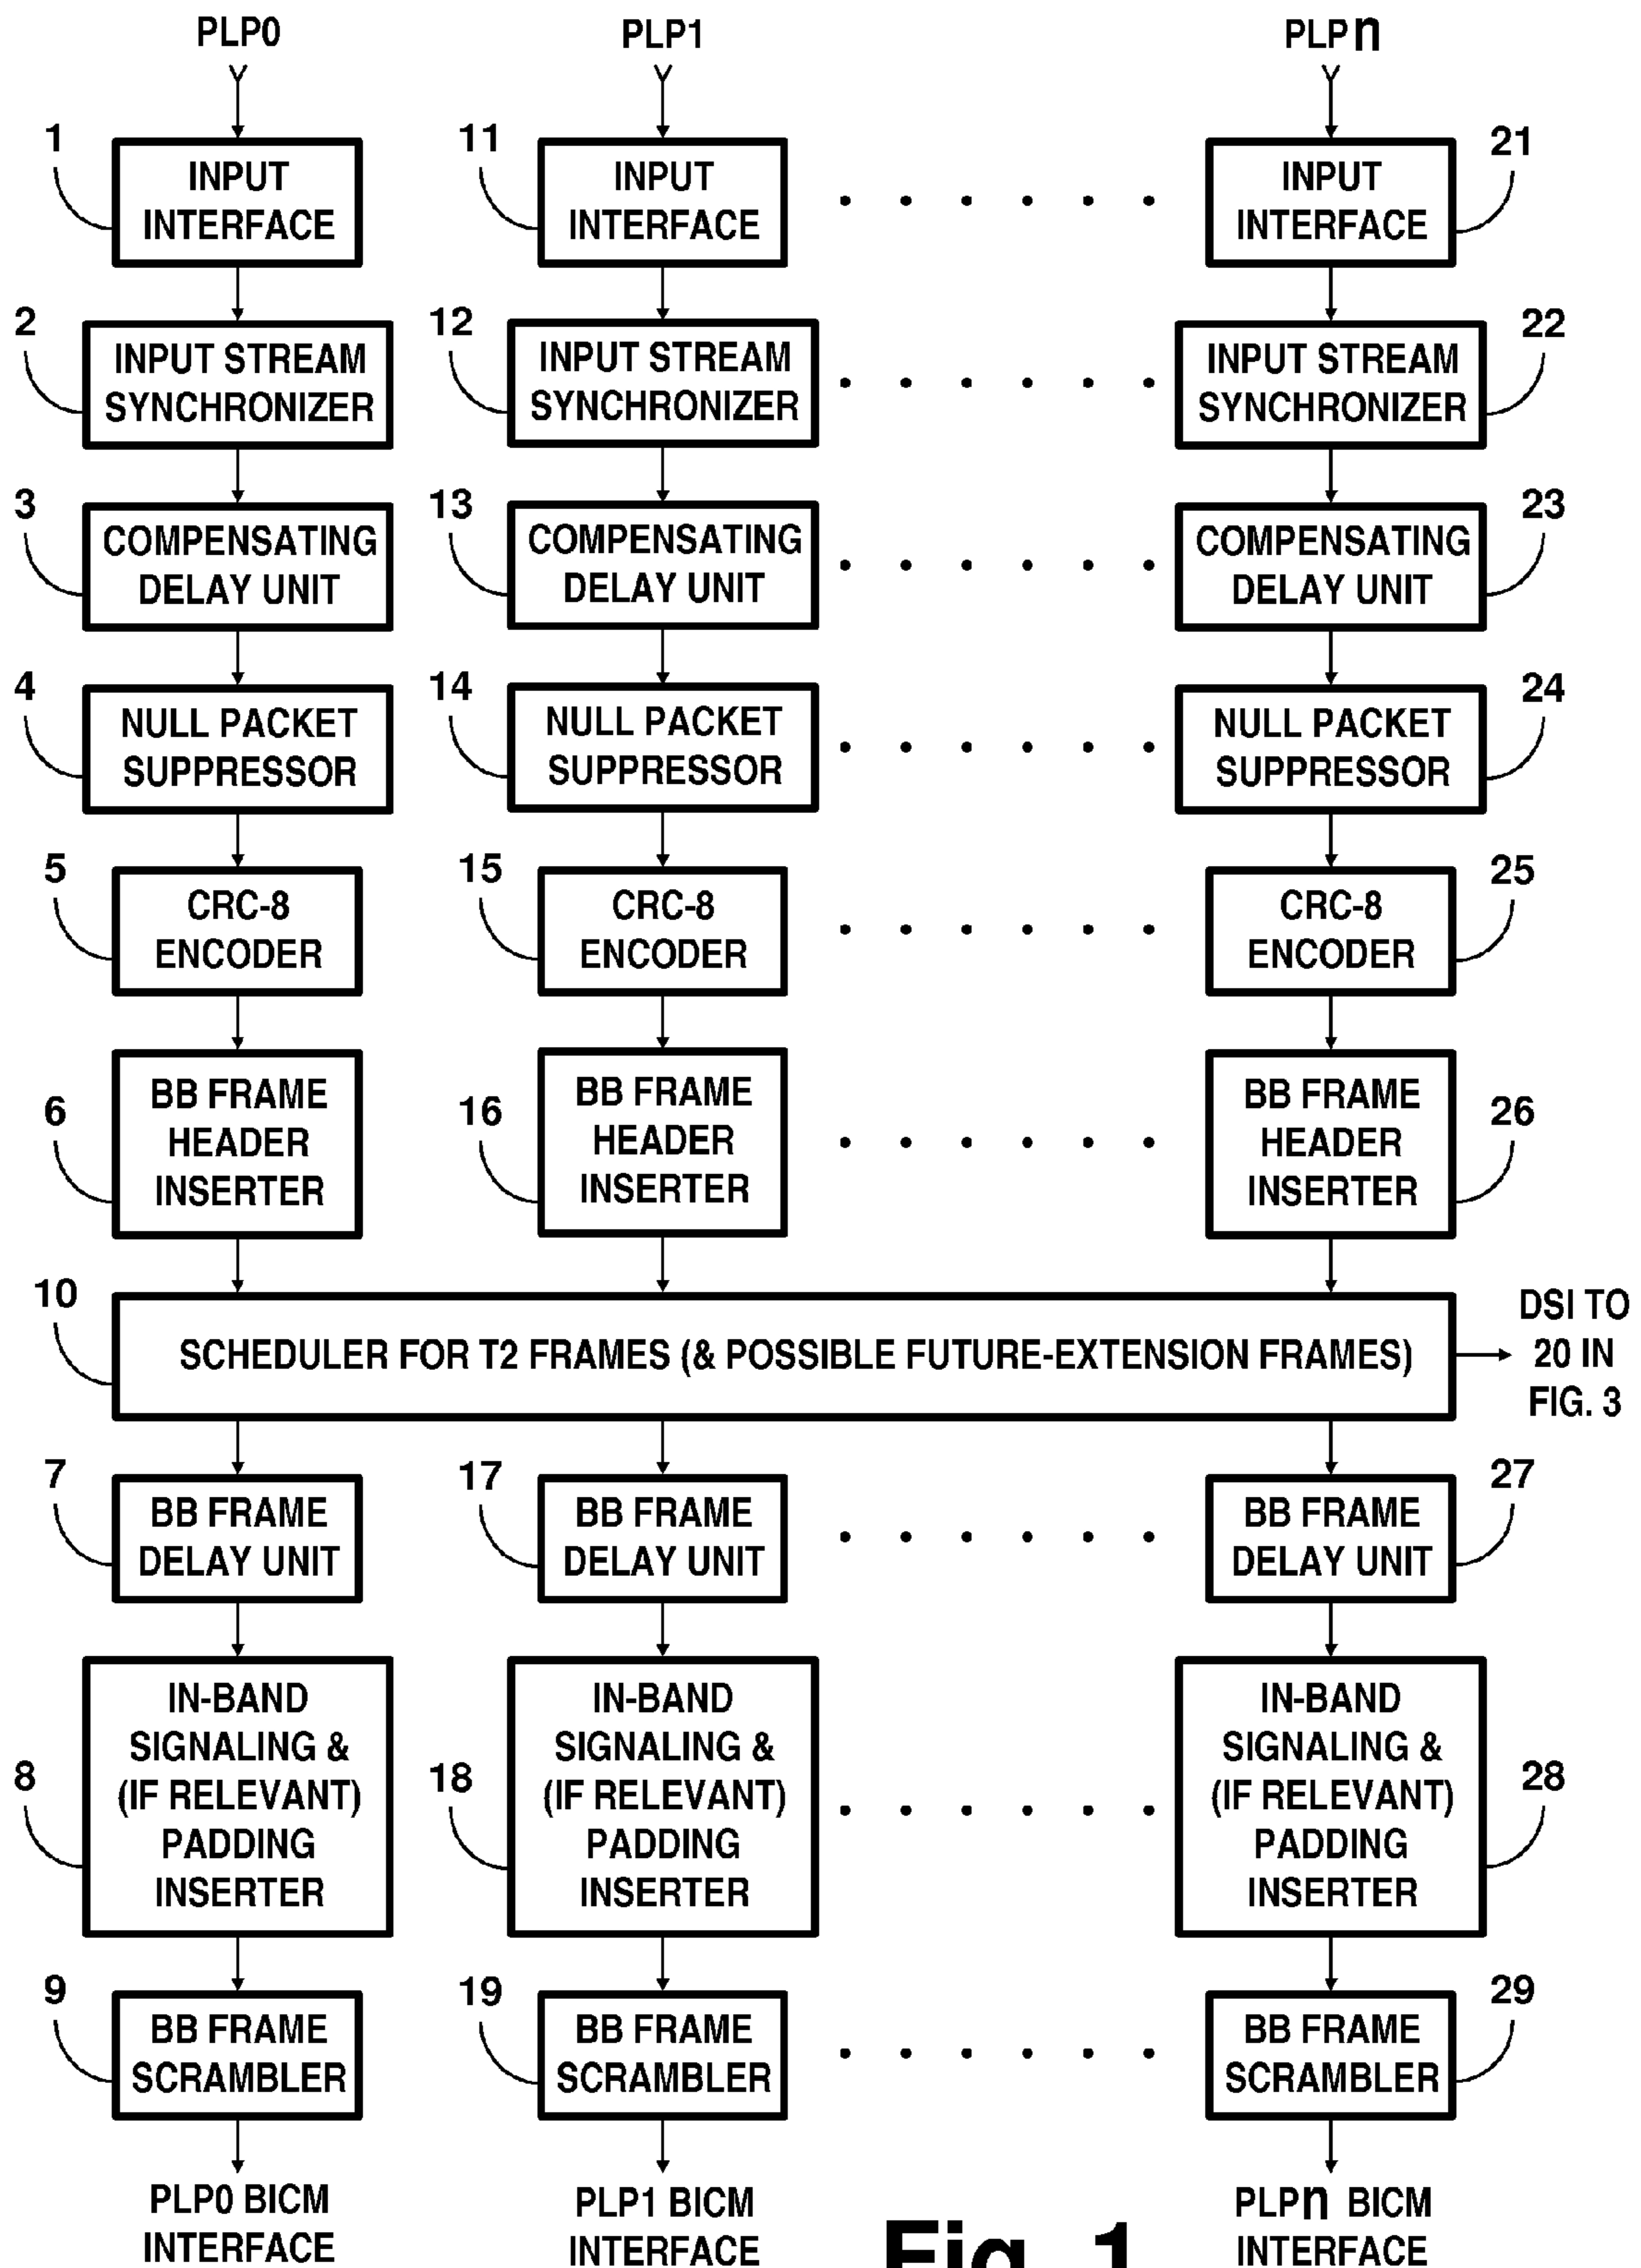 PLP0 PLP1 PLPn
1 11 21
INPUT INPUT INPUT
INTERFACE INTERFACE INTERFACE
2 12 22
INPUT STREAM INPUT STREAM INPUT STREAM
SYNCHRONIZER SYNCHRONIZER SYNCHRONIZER
3 13 23
COMPENSATING COMPENSATING COMPENSATING
DELAY UNIT DELAY UNIT DELAY UNIT
4 14 24
NULL PACKET NULL PACKET NULL PACKET
SUPPRESSOR SUPPRESSOR SUPPRESSOR
5 15 25
CRC-8 CRC-8 CRC-8
ENCODER ENCODER ENCODER
6 16 26
BB FRAME BB FRAME BB FRAME
HEADER HEADER HEADER
INSERTER INSERTER INSERTER
10
SCHEDULER FOR T2 FRAMES (& POSSIBLE FUTURE-EXTENSION FRAMES)
DSI TO
20 IN
FIG. 3
7 17 27
BB FRAME BB FRAME BB FRAME
DELAY UNIT DELAY UNIT DELAY UNIT
8 18 28
IN-BAND IN-BAND IN-BAND
SIGNALING & SIGNALING & SIGNALING &
(IF RELEVANT) (IF RELEVANT) (IF RELEVANT)
PADDING PADDING PADDING
INSERTER INSERTER INSERTER
9 19 29
BB FRAME BB FRAME BB FRAME
SCRAMBLER SCRAMBLER SCRAMBLER
PLP0 BICM PLP1 BICM PLPn BICM
INTERFACE INTERFACE INTERFACE
Fig. 1